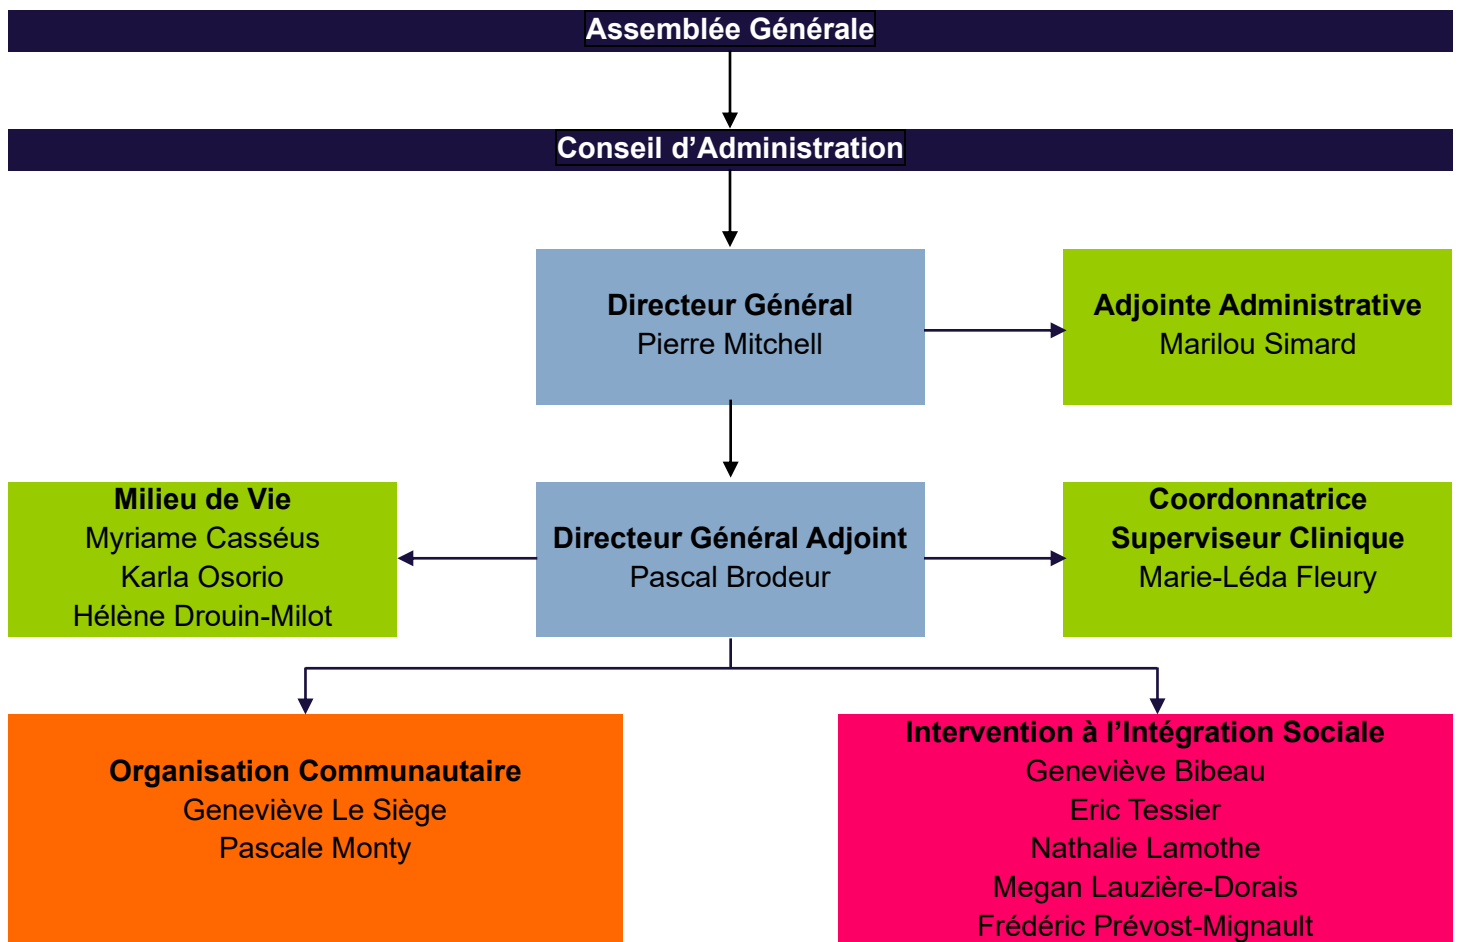 Assemblée Générale
Conseil d’Administration
Directeur Général
Pierre Mitchell
Adjointe Administrative
Marilou Simard
Milieu de Vie
Myriame Casséus
Karla Osorio
Hélène Drouin-Milot
Directeur Général Adjoint
Pascal Brodeur
Coordonnatrice
Superviseur Clinique
Marie-Léda Fleury
Organisation Communautaire
Geneviève Le Siège
Pascale Monty
Intervention à l’Intégration Sociale
Geneviève Bibeau
Eric Tessier
Nathalie Lamothe
Megan Lauzière-Dorais
Frédéric Prévost-Mignault